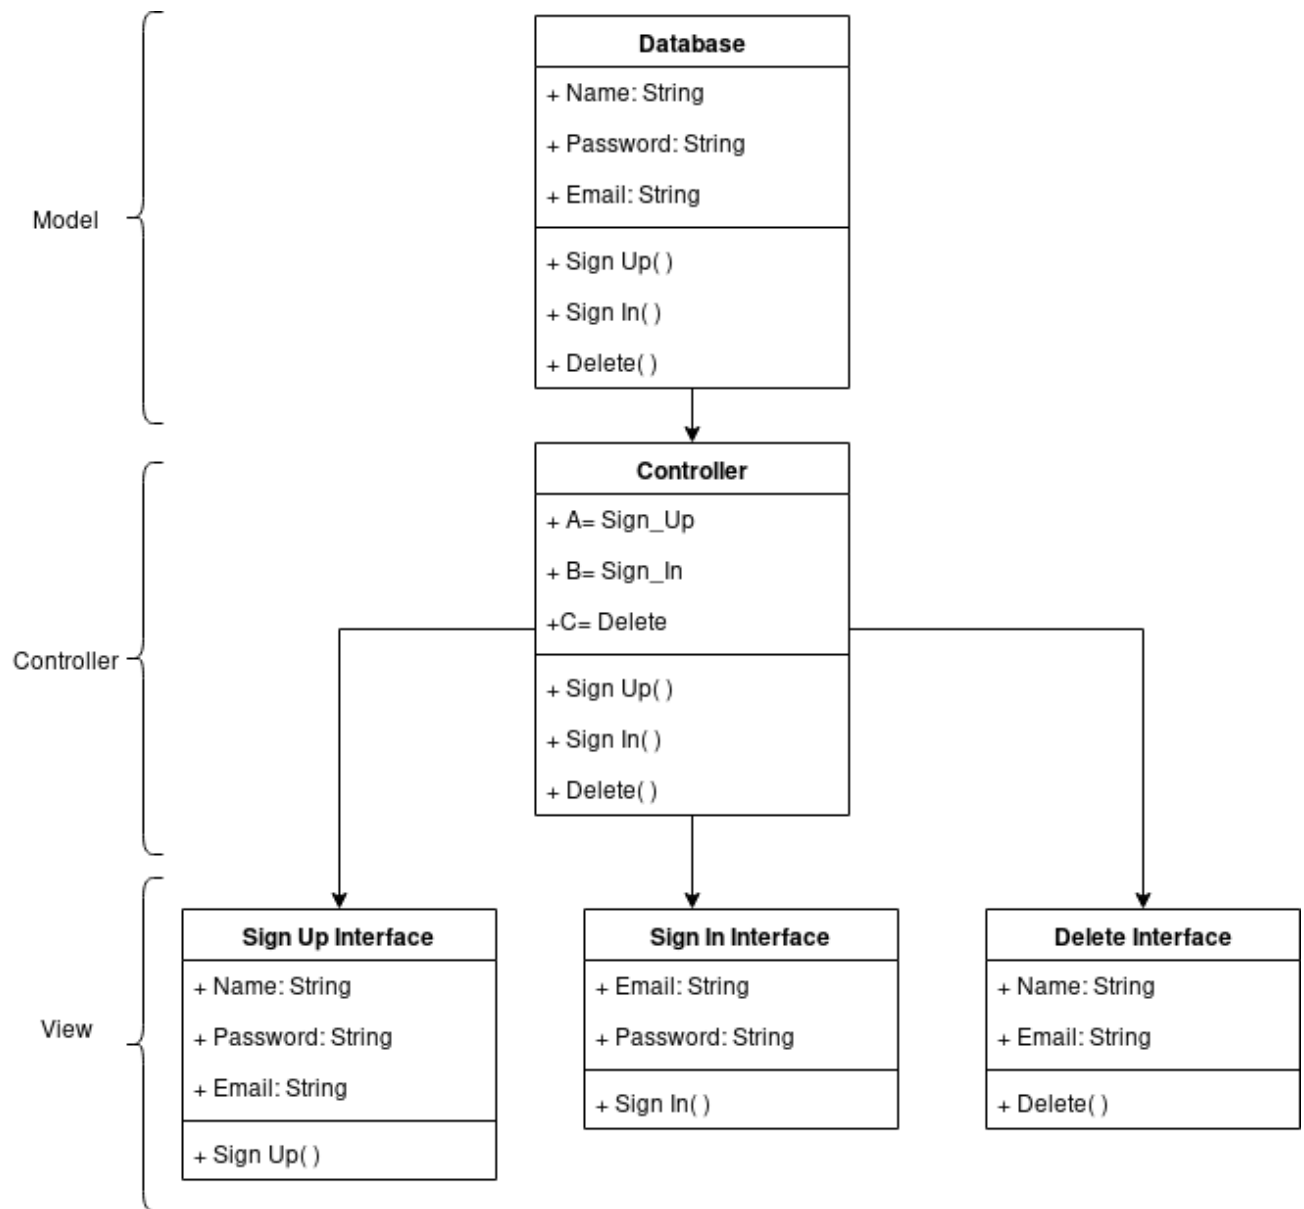 Database
+ Name: String
+ Password: String
+ Email: String
Model
+ Sign Up( )
+ Sign In( )
+ Delete( )
Controller
+ A= Sign_Up
+ B= Sign_In
+C= Delete
Controller
+ Sign Up( )
+ Sign In( )
+ Delete( )
View
Sign Up Interface
+ Name: String
+ Password: String
+ Email: String
+ Sign Up( )
Sign In Interface
+ Email: String
+ Password: String
+ Sign In( )
Delete Interface
+ Name: String
+ Email: String
+ Delete( )